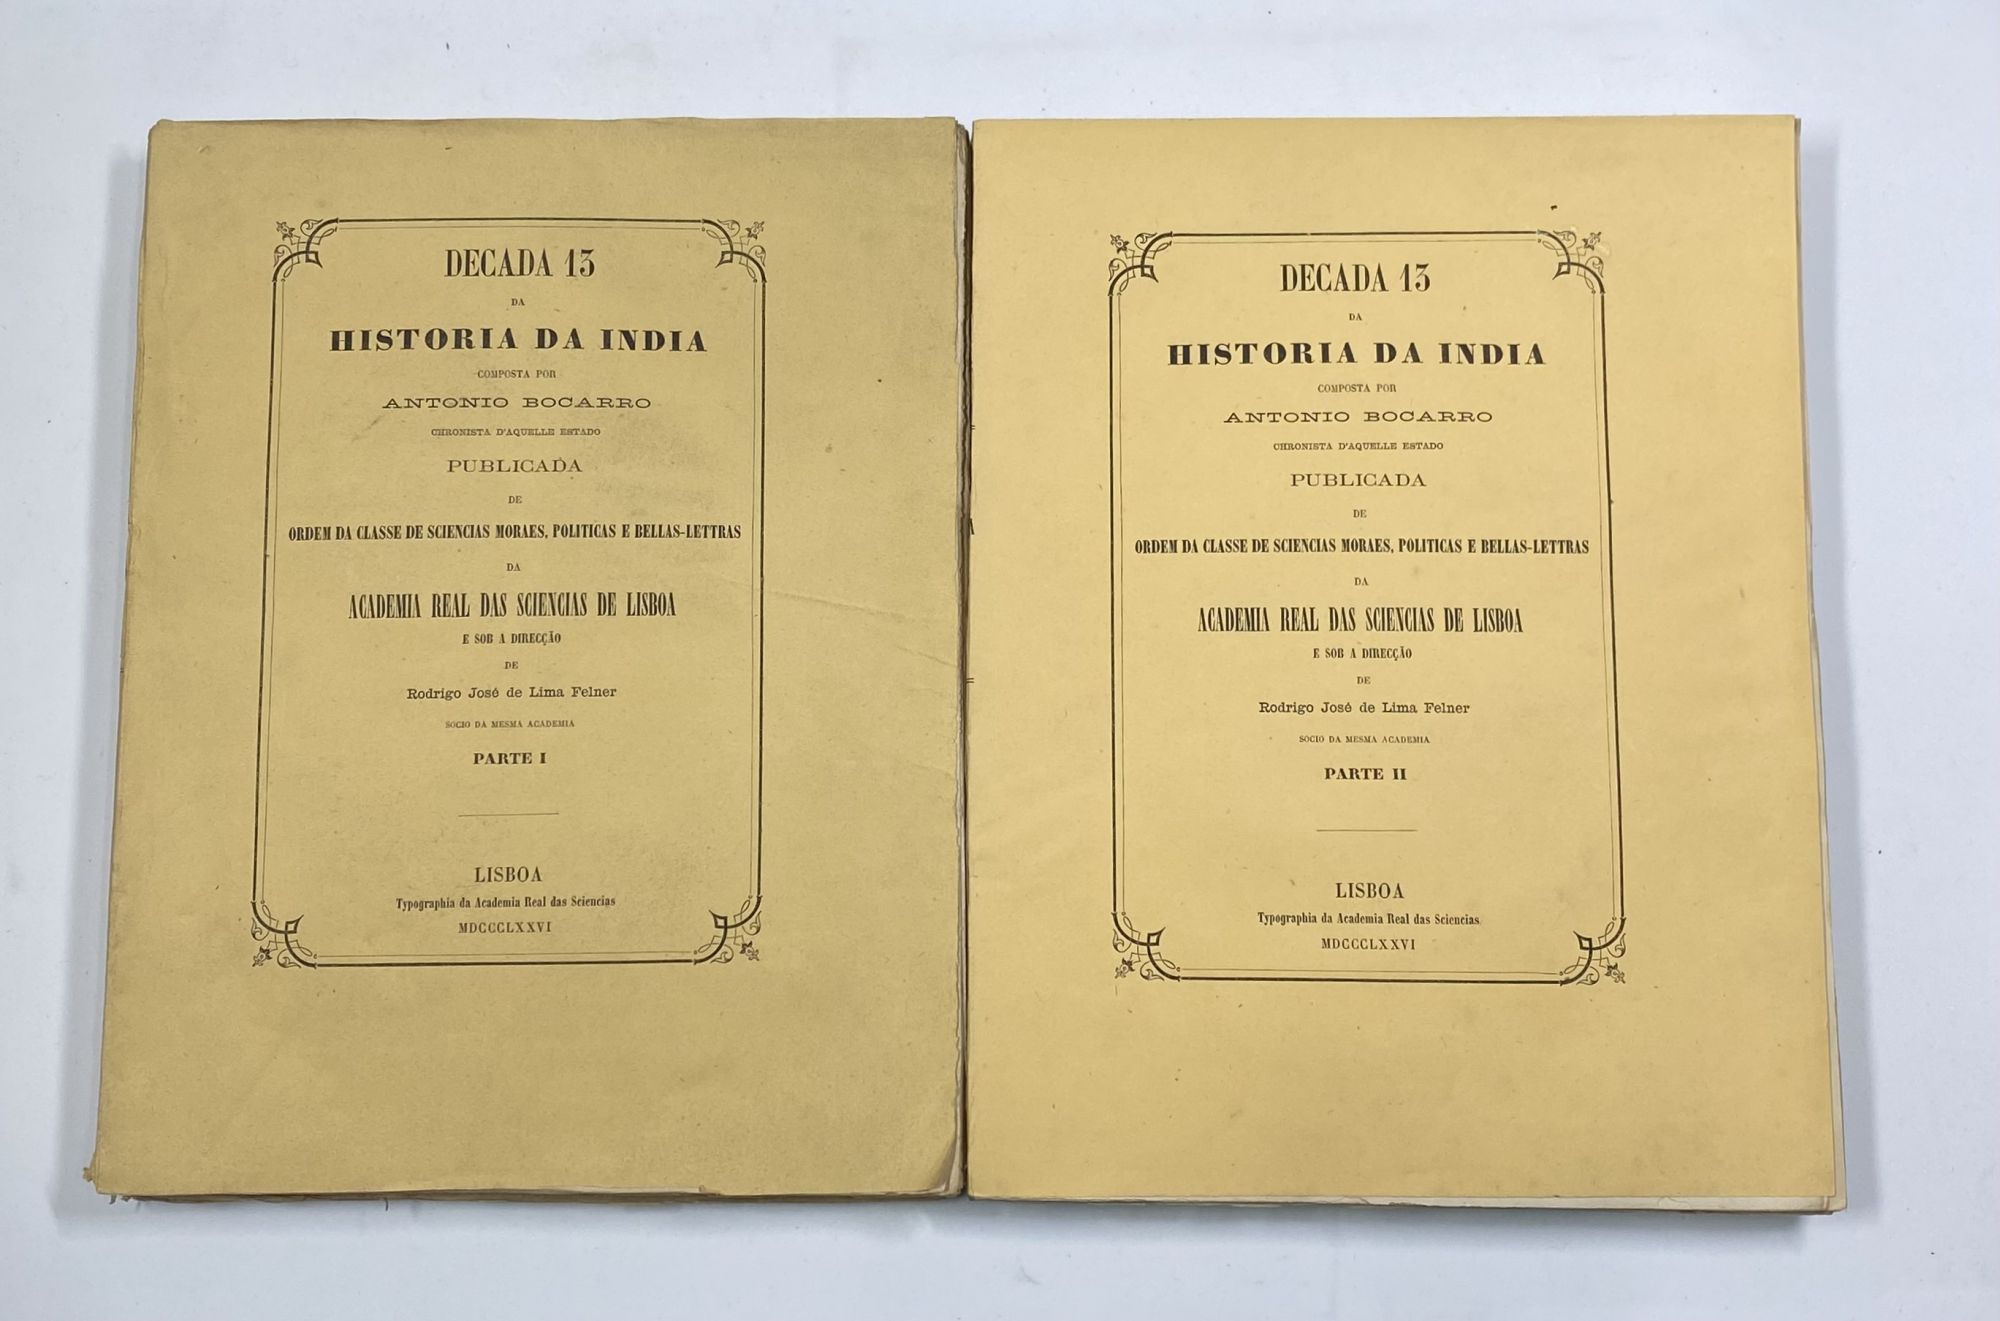 DECADA 13
DA
HISTORIA DA INDIA
COMPOSTA POR
ANTONIO BOCARRO
CHRONISTA D'AQUELLE ESTADO
PUBLICADA
DE
ORDEM DA CLASSE DE SCIENCIAS MORAES, POLITICAS E BELLAS-LETTRAS
DA
ACADEMIA REAL DAS SCIENCIAS DE LISBOA
E SOB A DIRECÇÃO
DE
Rodrigo José de Lima Felner
SOCIO DA MESMA ACADEMIA
PARTE I
LISBOA
Typographia da Academia Real das Sciencias
MDCCCLXXVI
DECADA 13
DA
HISTORIA DA INDIA
COMPOSTA POR
ANTONIO BOCARRO
CHRONISTA D'AQUELLE ESTADO
PUBLICADA
DE
ORDEM DA CLASSE DE SCIENCIAS MORAES, POLITICAS E BELLAS-LETTRAS
DA
ACADEMIA REAL DAS SCIENCIAS DE LISBOA
E SOB A DIRECÇÃO
DE
Rodrigo José de Lima Felner
SOCIO DA MESMA ACADEMIA
PARTE II
LISBOA
Typographia da Academia Real das Sciencias
MDCCCLXXVI